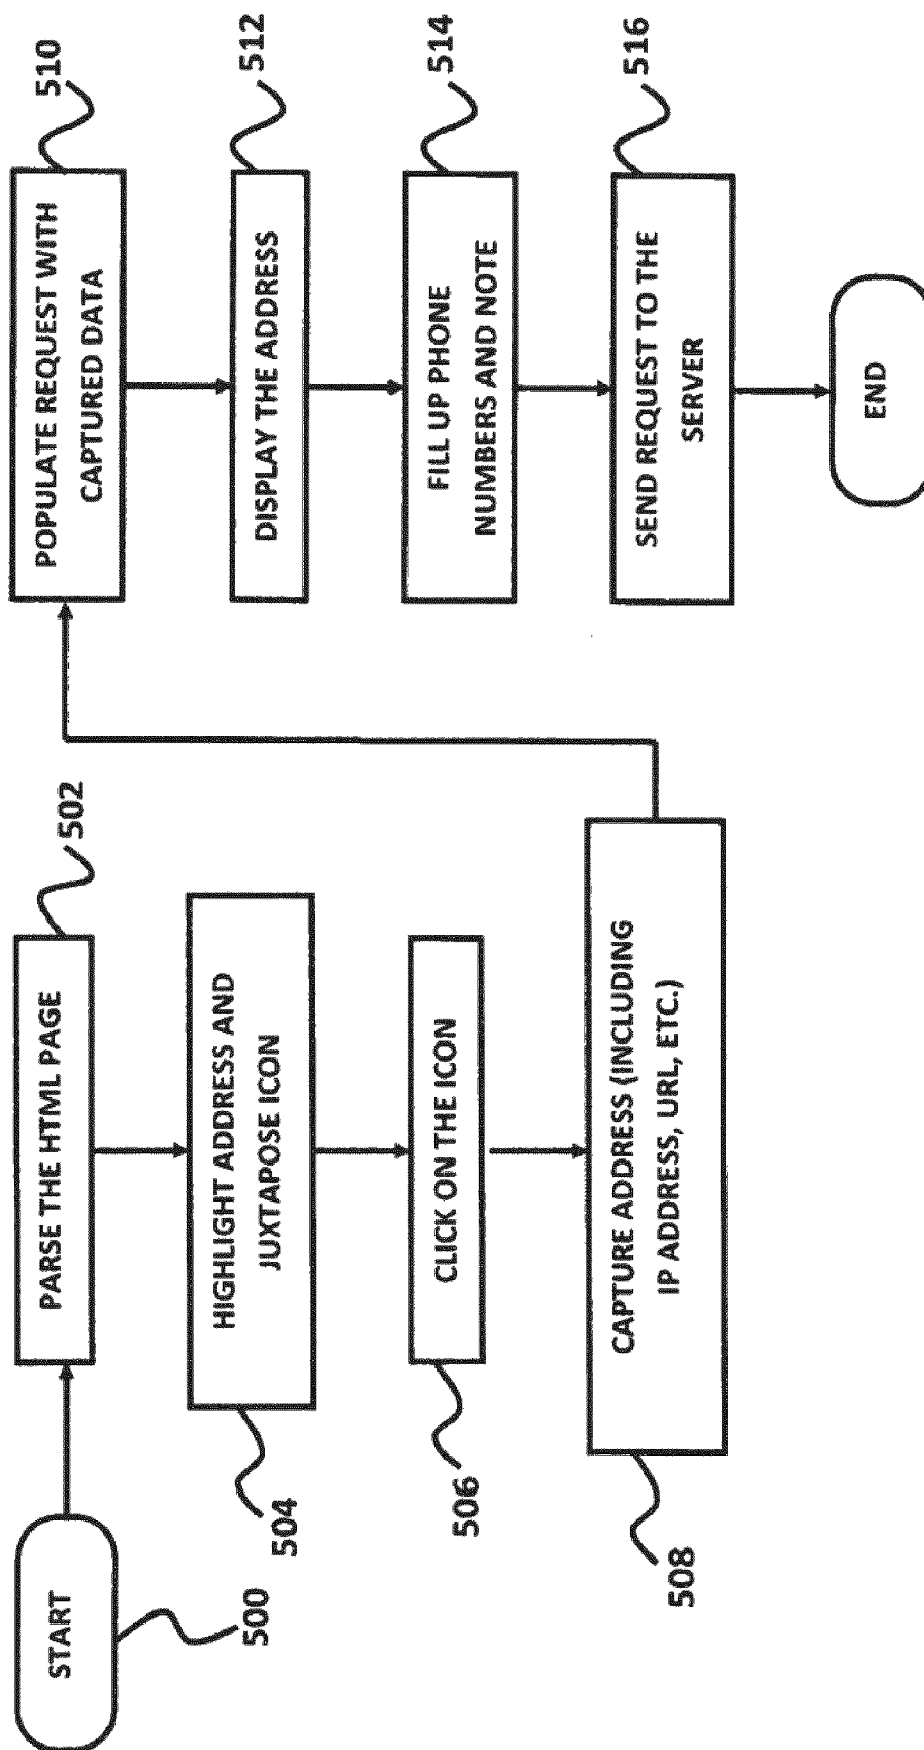 START
500
PARSE THE HTML PAGE
502
HIGHLIGHT ADDRESS AND
JUXTAPOSE ICON
504
CLICK ON THE ICON
506
CAPTURE ADDRESS (INCLUDING
IP ADDRESS, URL, ETC.)
508
POPULATE REQUEST WITH
CAPTURED DATA
510
DISPLAY THE ADDRESS
512
FILL UP PHONE
NUMBERS AND NOTE
514
SEND REQUEST TO THE
SERVER
516
END